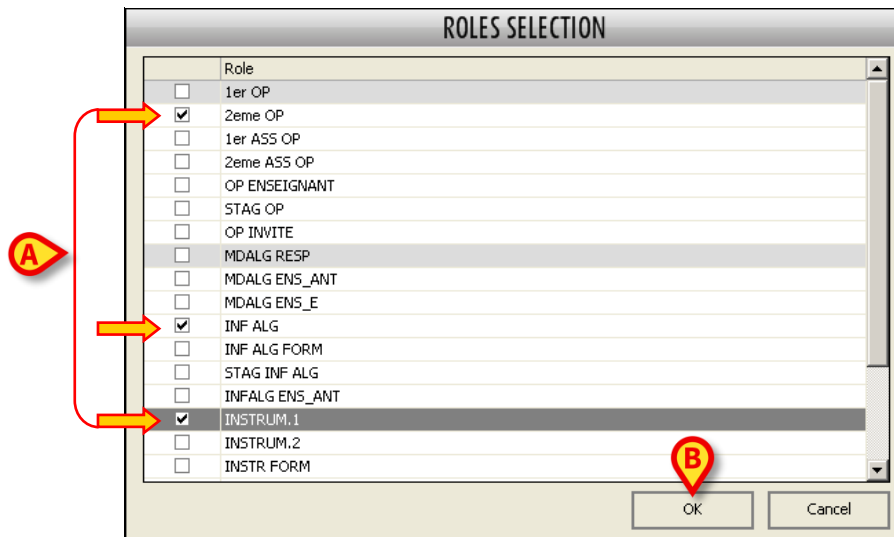 ROLES SELECTION
Role
1er OP
2eme OP
1er ASS OP
2eme ASS OP
OP ENSEIGNANT
STAG OP
OP INVITE
A
MDALG RESP
MDALG ENS_ANT
MDALG ENS_E
INF ALG
INF ALG FORM
STAG INF ALG
INFALG ENS_ANT
INSTRUM.1
INSTRUM.2
INSTR FORM
B
OK Cancel